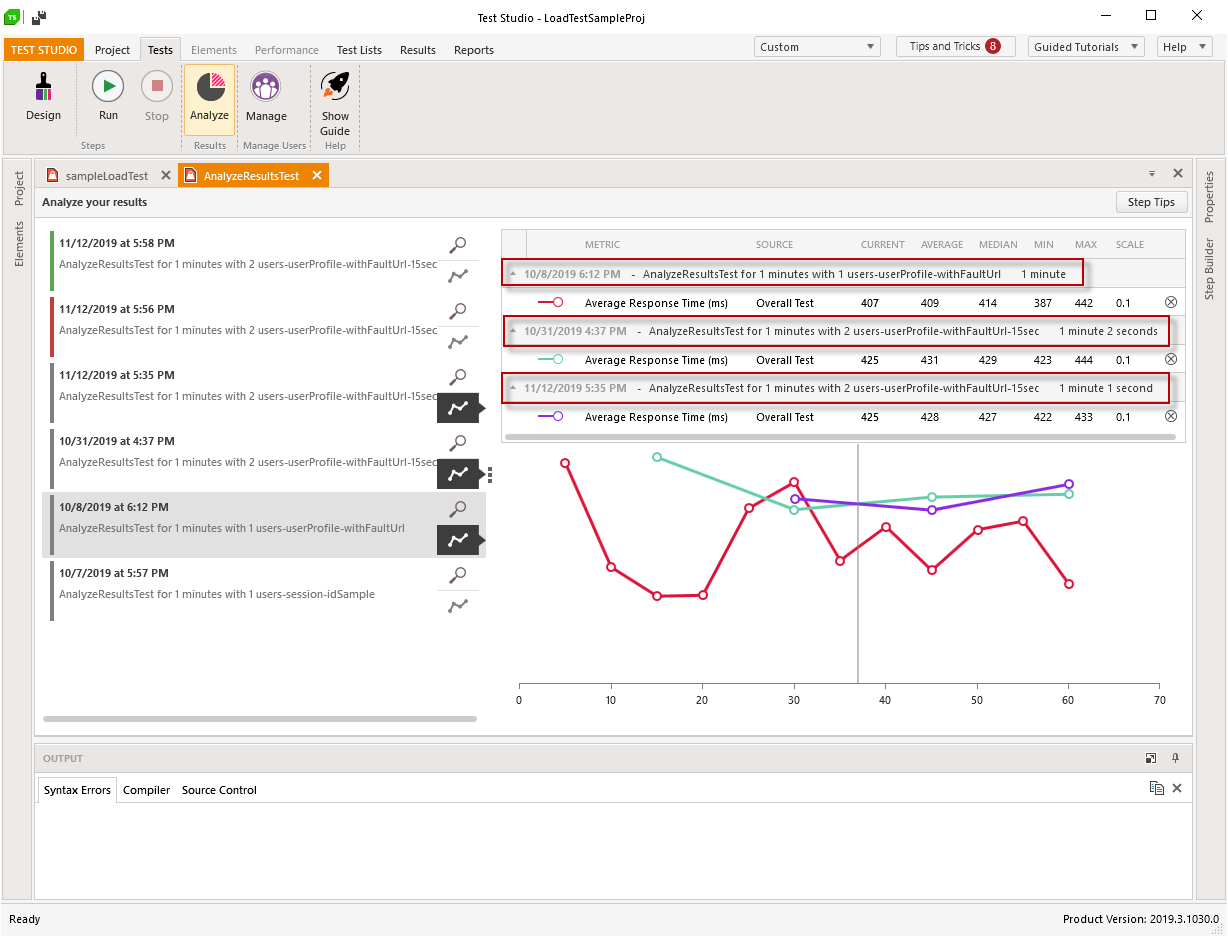 TS
Test Studio - LoadTestSampleProj
TEST STUDIO Project Tests Elements Performance Test Lists Results Reports
Custom Tips and Tricks 8 Guided Tutorials Help
Design Run Stop Analyze Manage Show Guide
Steps Results Manage Users Help
Project
Elements
sampleLoadTest AnalyzeResultsTest
Analyze your results
Step Tips
Properties
Step Builder
11/12/2019 at 5:58 PM
AnalyzeResultsTest for 1 minutes with 2 users-userProfile-withFaultUrl-15sec
11/12/2019 at 5:56 PM
AnalyzeResultsTest for 1 minutes with 2 users-userProfile-withFaultUrl-15sec
11/12/2019 at 5:35 PM
AnalyzeResultsTest for 1 minutes with 2 users-userProfile-withFaultUrl-15sec
10/31/2019 at 4:37 PM
AnalyzeResultsTest for 1 minutes with 2 users-userProfile-withFaultUrl-15sec
10/8/2019 at 6:12 PM
AnalyzeResultsTest for 1 minutes with 1 users-userProfile-withFaultUrl
10/7/2019 at 5:57 PM
AnalyzeResultsTest for 1 minutes with 1 users-session-idSample
METRIC SOURCE CURRENT AVERAGE MEDIAN MIN MAX SCALE
10/8/2019 6:12 PM - AnalyzeResultsTest for 1 minutes with 1 users-userProfile-withFaultUrl 1 minute
Average Response Time (ms) Overall Test 407 409 414 387 442 0.1
10/31/2019 4:37 PM - AnalyzeResultsTest for 1 minutes with 2 users-userProfile-withFaultUrl-15sec 1 minute 2 seconds
Average Response Time (ms) Overall Test 425 431 429 423 444 0.1
11/12/2019 5:35 PM - AnalyzeResultsTest for 1 minutes with 2 users-userProfile-withFaultUrl-15sec 1 minute 1 second
Average Response Time (ms) Overall Test 425 428 427 422 433 0.1
0 10 20 30 40 50 60 70
OUTPUT
Syntax Errors Compiler Source Control
Ready
Product Version: 2019.3.1030.0